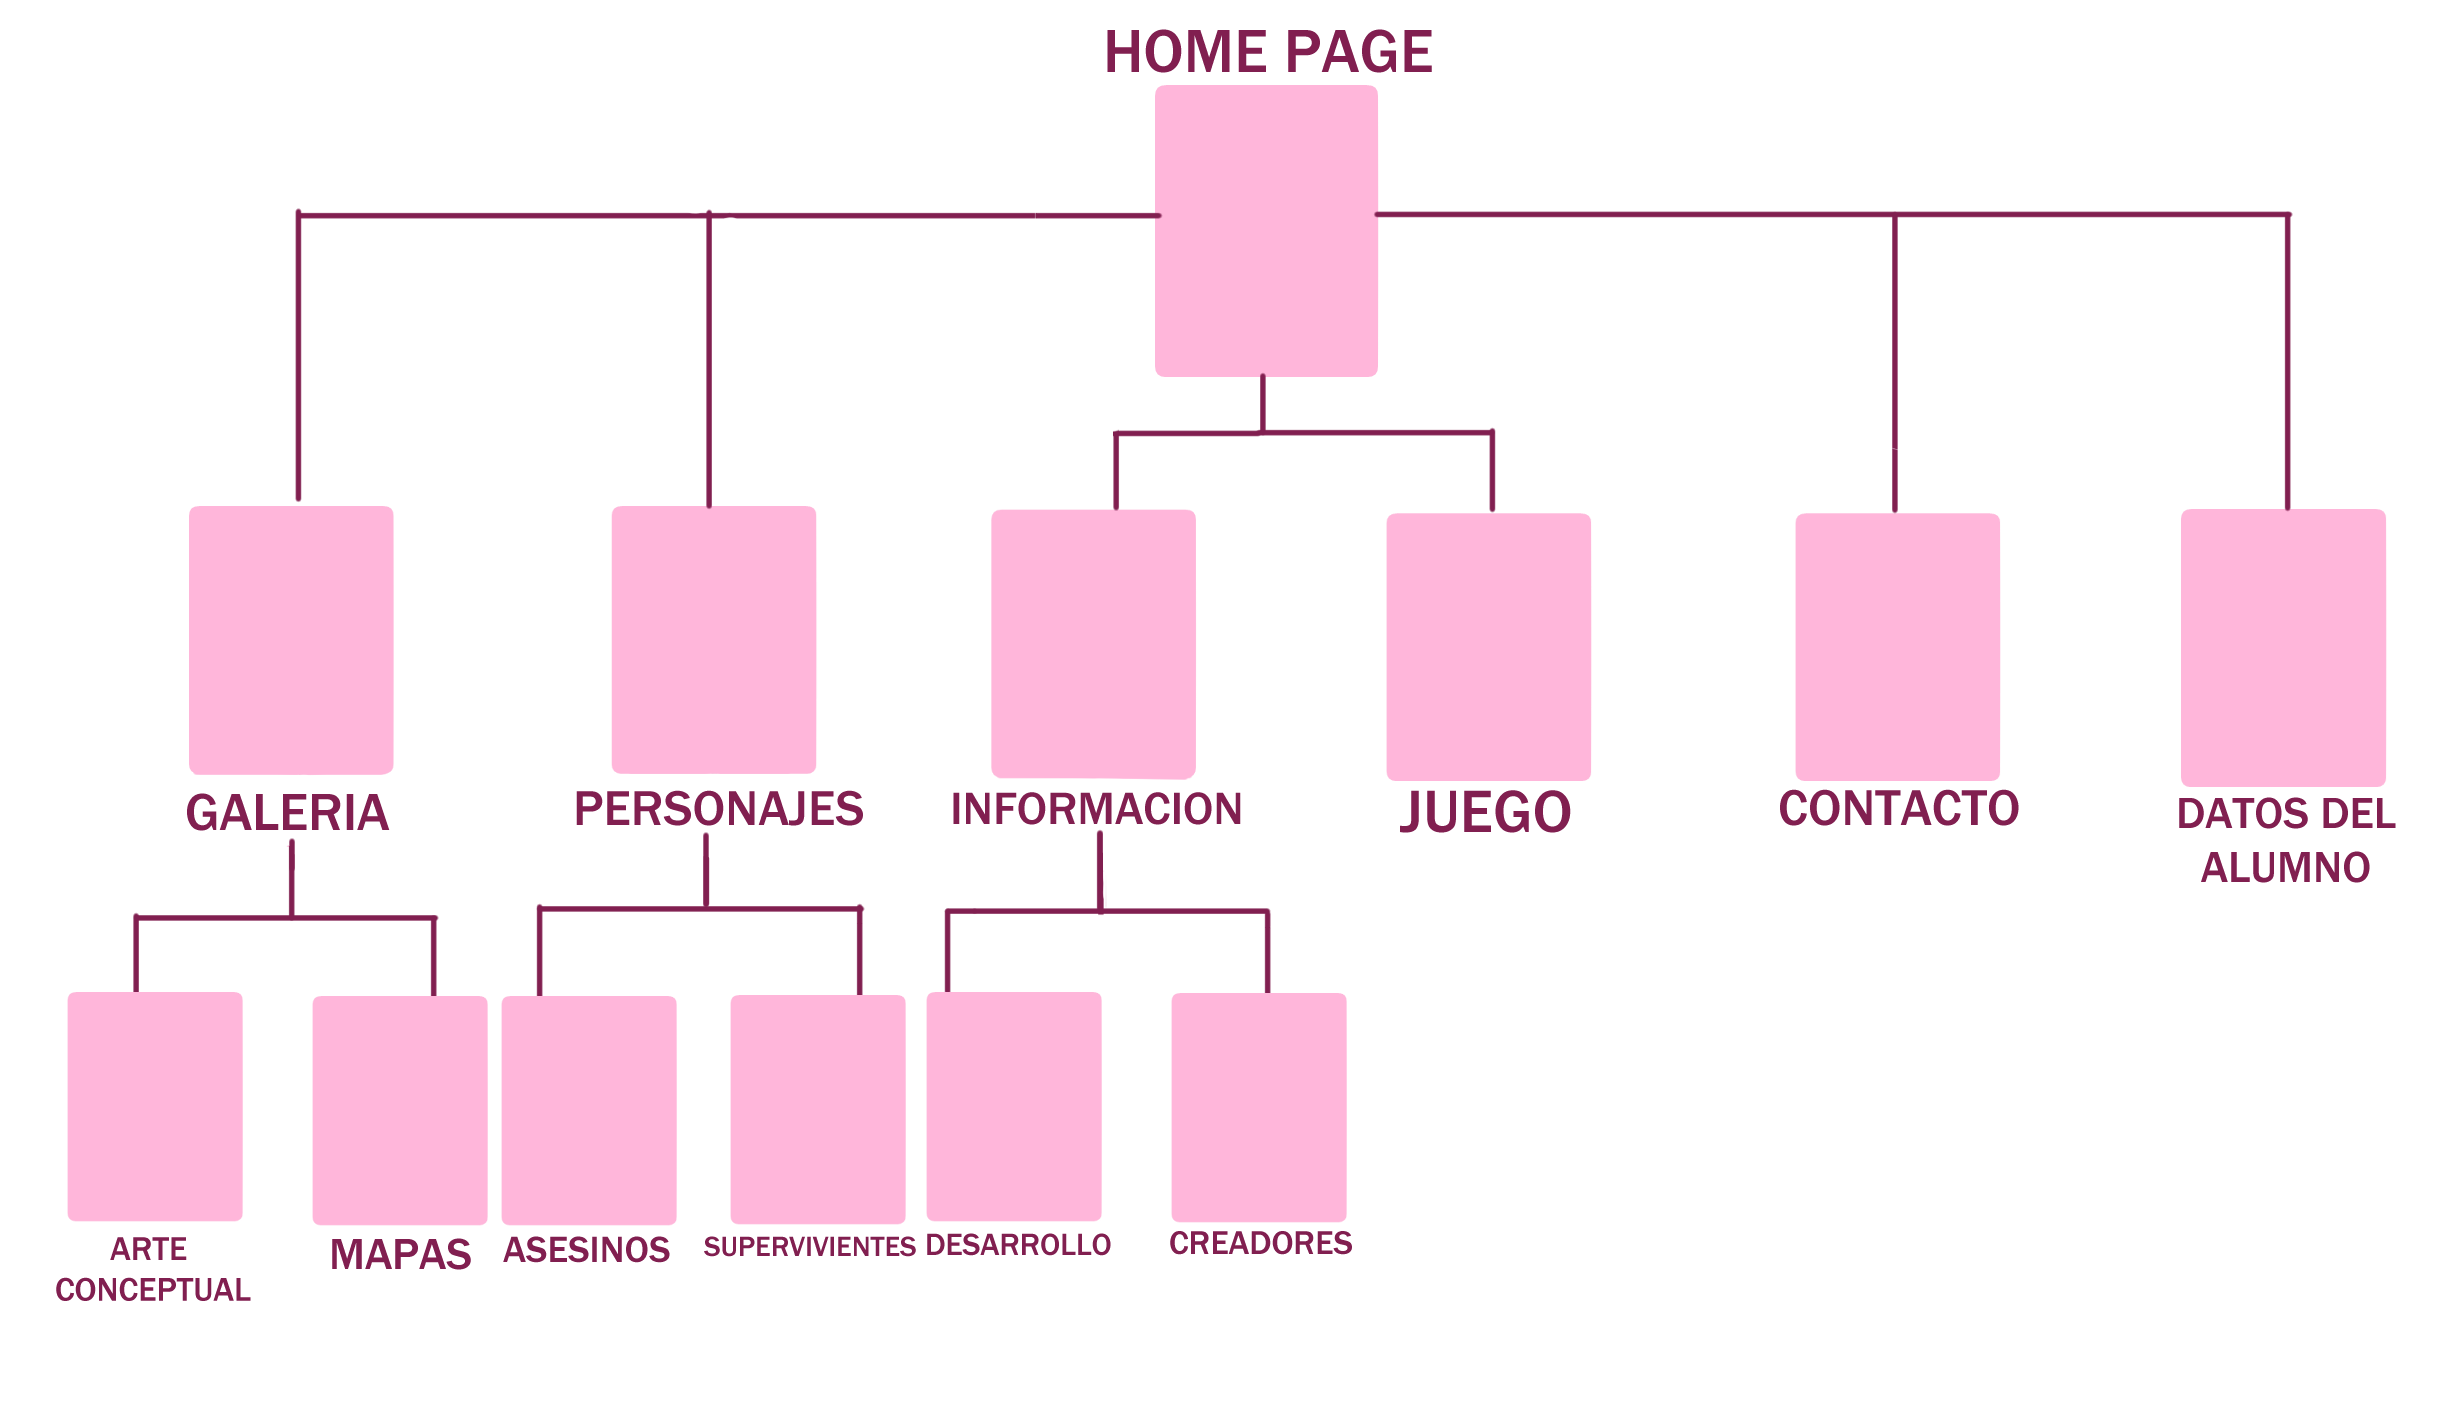 HOME PAGE
GALERIA
PERSONAJES
INFORMACION
JUEGO
CONTACTO
DATOS DEL
ALUMNO
ARTE
CONCEPTUAL
MAPAS
ASESINOS
SUPERVIVIENTES
DESARROLLO
CREADORES